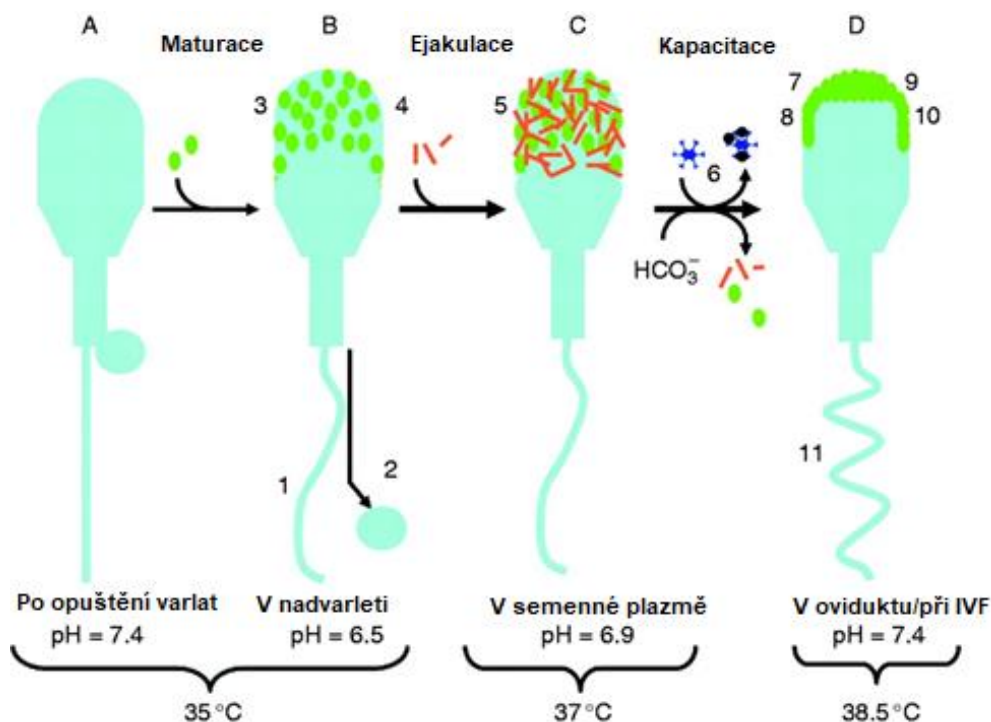 A
B
C
D
Maturace
Ejakulace
Kapacitace
3
4
5
6
7
9
8
10
HCO₃⁻
1
2
11
Po opuštění varlat
pH = 7.4
V nadvarleti
pH = 6.5
V semenné plazmě
pH = 6.9
V oviduktu/při IVF
pH = 7.4
35 °C
37 °C
38.5 °C